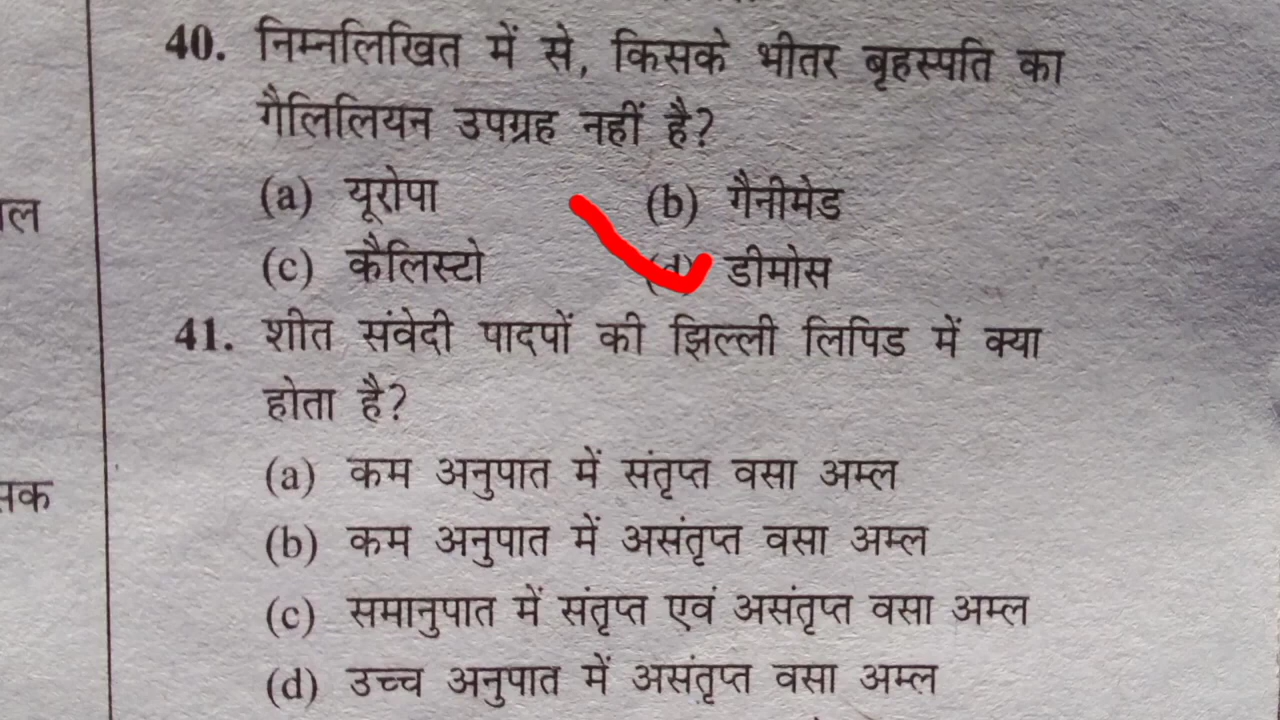 40. निम्नलिखित में से, किसके भीतर बृहस्पति का
गैलिलियन उपग्रह नहीं है?
(a) यूरोपा (b) गैनीमेड
(c) कैलिस्टो (d) डीमोस
ल
41. शीत संवेदी पादपों की झिल्ली लिपिड में क्या
होता है?
(a) कम अनुपात में संतृप्त वसा अम्ल
सक
(b) कम अनुपात में असंतृप्त वसा अम्ल
(c) समानुपात में संतृप्त एवं असंतृप्त वसा अम्ल
(d) उच्च अनुपात में असंतृप्त वसा अम्ल